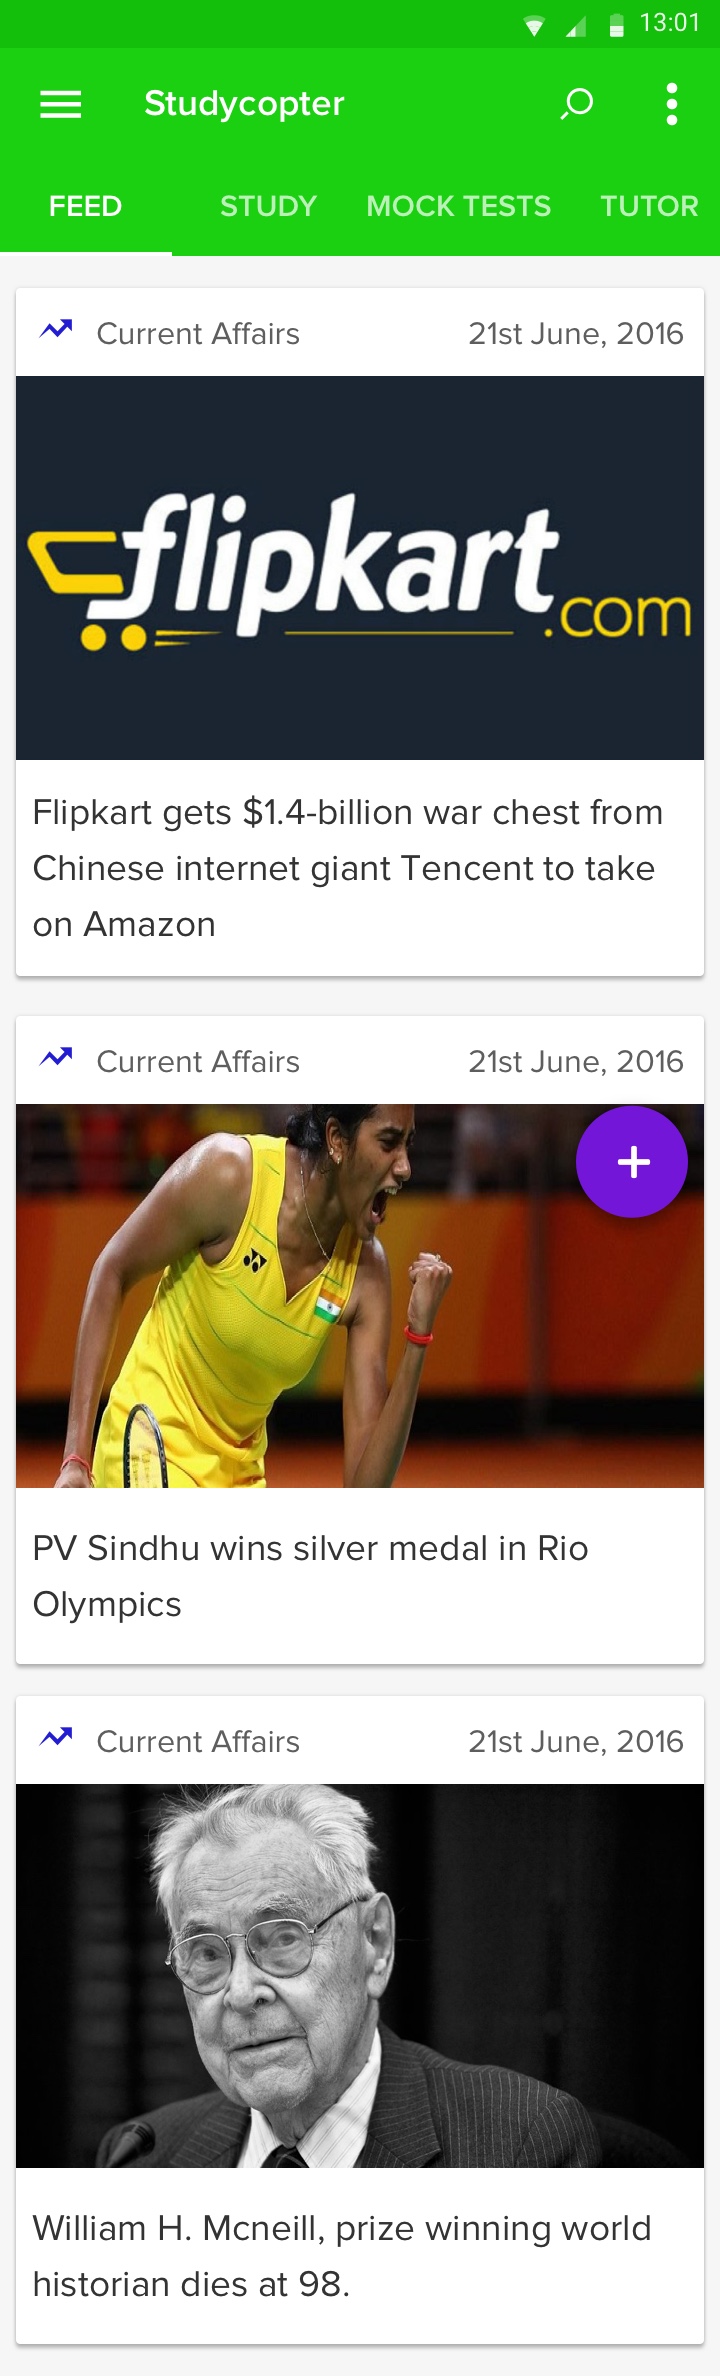 13:01
Studycopter
FEED STUDY MOCK TESTS TUTOR
Current Affairs 21st June, 2016
flipkart.com
Flipkart gets $1.4-billion war chest from
Chinese internet giant Tencent to take
on Amazon
Current Affairs 21st June, 2016
+
PV Sindhu wins silver medal in Rio
Olympics
Current Affairs 21st June, 2016
William H. Mcneill, prize winning world
historian dies at 98.